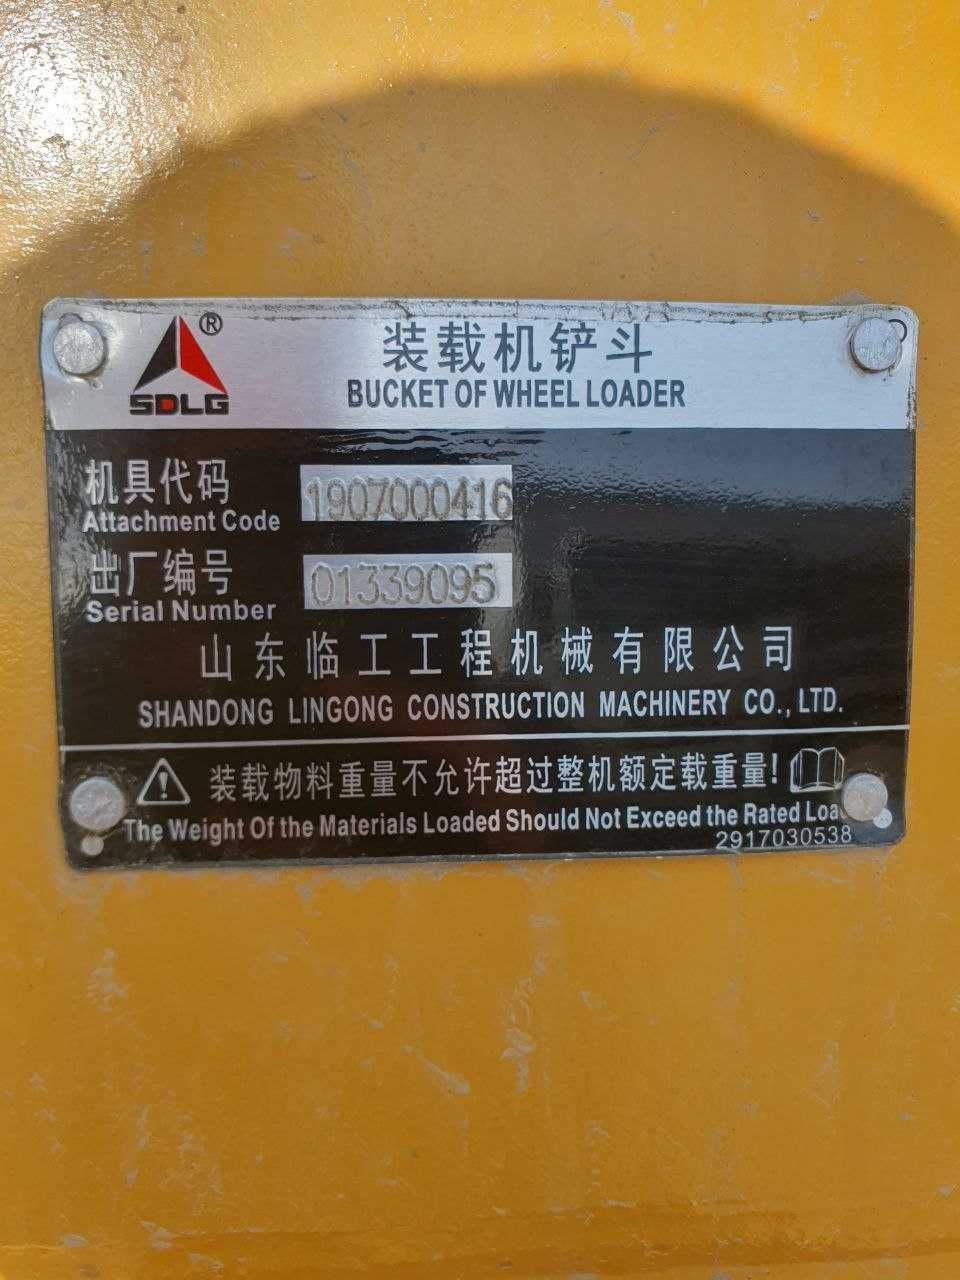 SDLG ®
装载机铲斗
BUCKET OF WHEEL LOADER
机具代码
Attachment Code
1907000416
出厂编号
Serial Number
01339095
山东临工工程机械有限公司
SHANDONG LINGONG CONSTRUCTION MACHINERY CO., LTD.
装载物料重量不允许超过整机额定载重量!
The Weight Of the Materials Loaded Should Not Exceed the Rated
2917030538